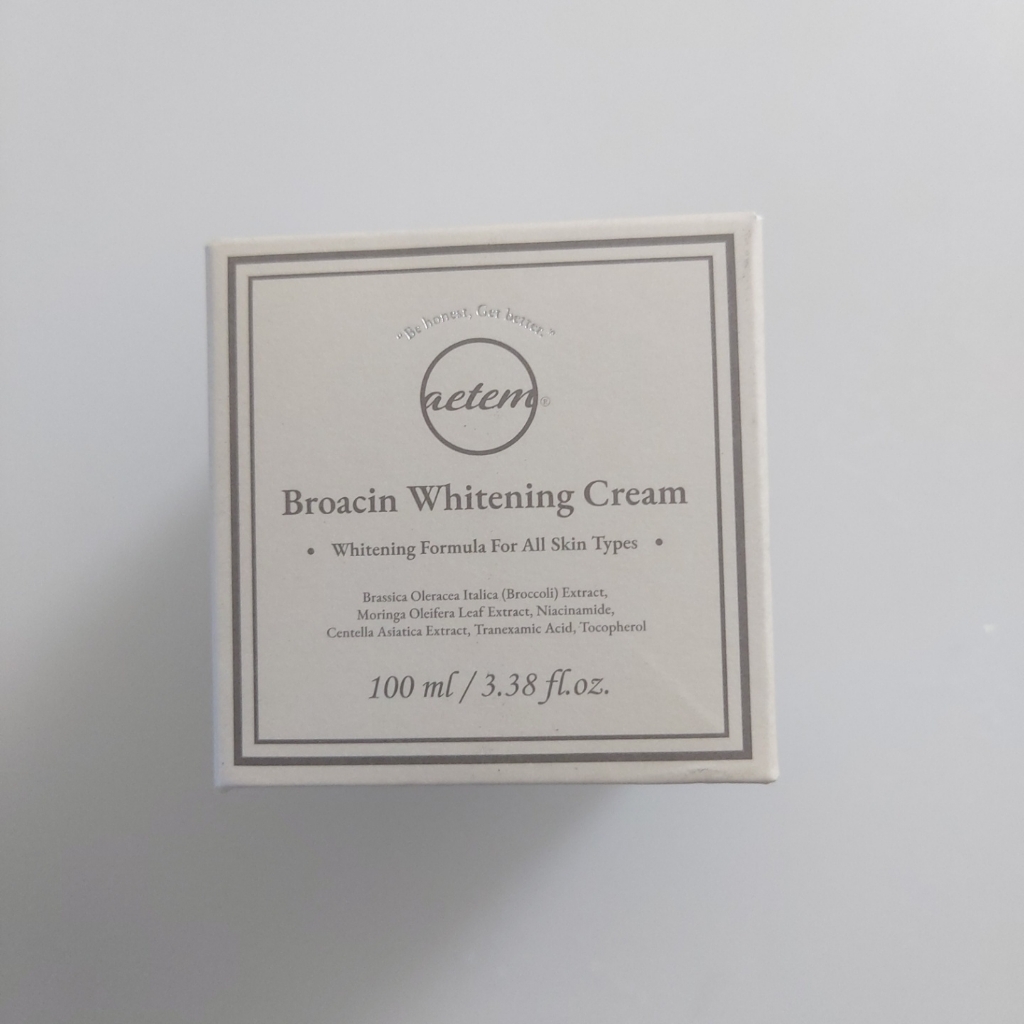 "Be honest, Get better."
aetem®
Broacin Whitening Cream
• Whitening Formula For All Skin Types •
Brassica Oleracea Italica (Broccoli) Extract,
Moringa Oleifera Leaf Extract, Niacinamide,
Centella Asiatica Extract, Tranexamic Acid, Tocopherol
100 ml / 3.38 fl.oz.